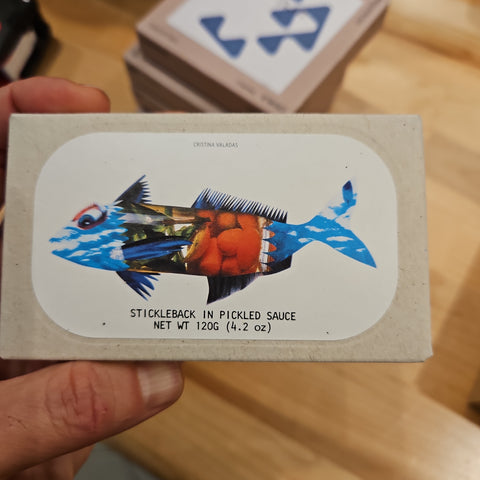 CRISTINA VALADAS
STICKLEBACK IN PICKLED SAUCE
NET WT 120G (4.2 oz)